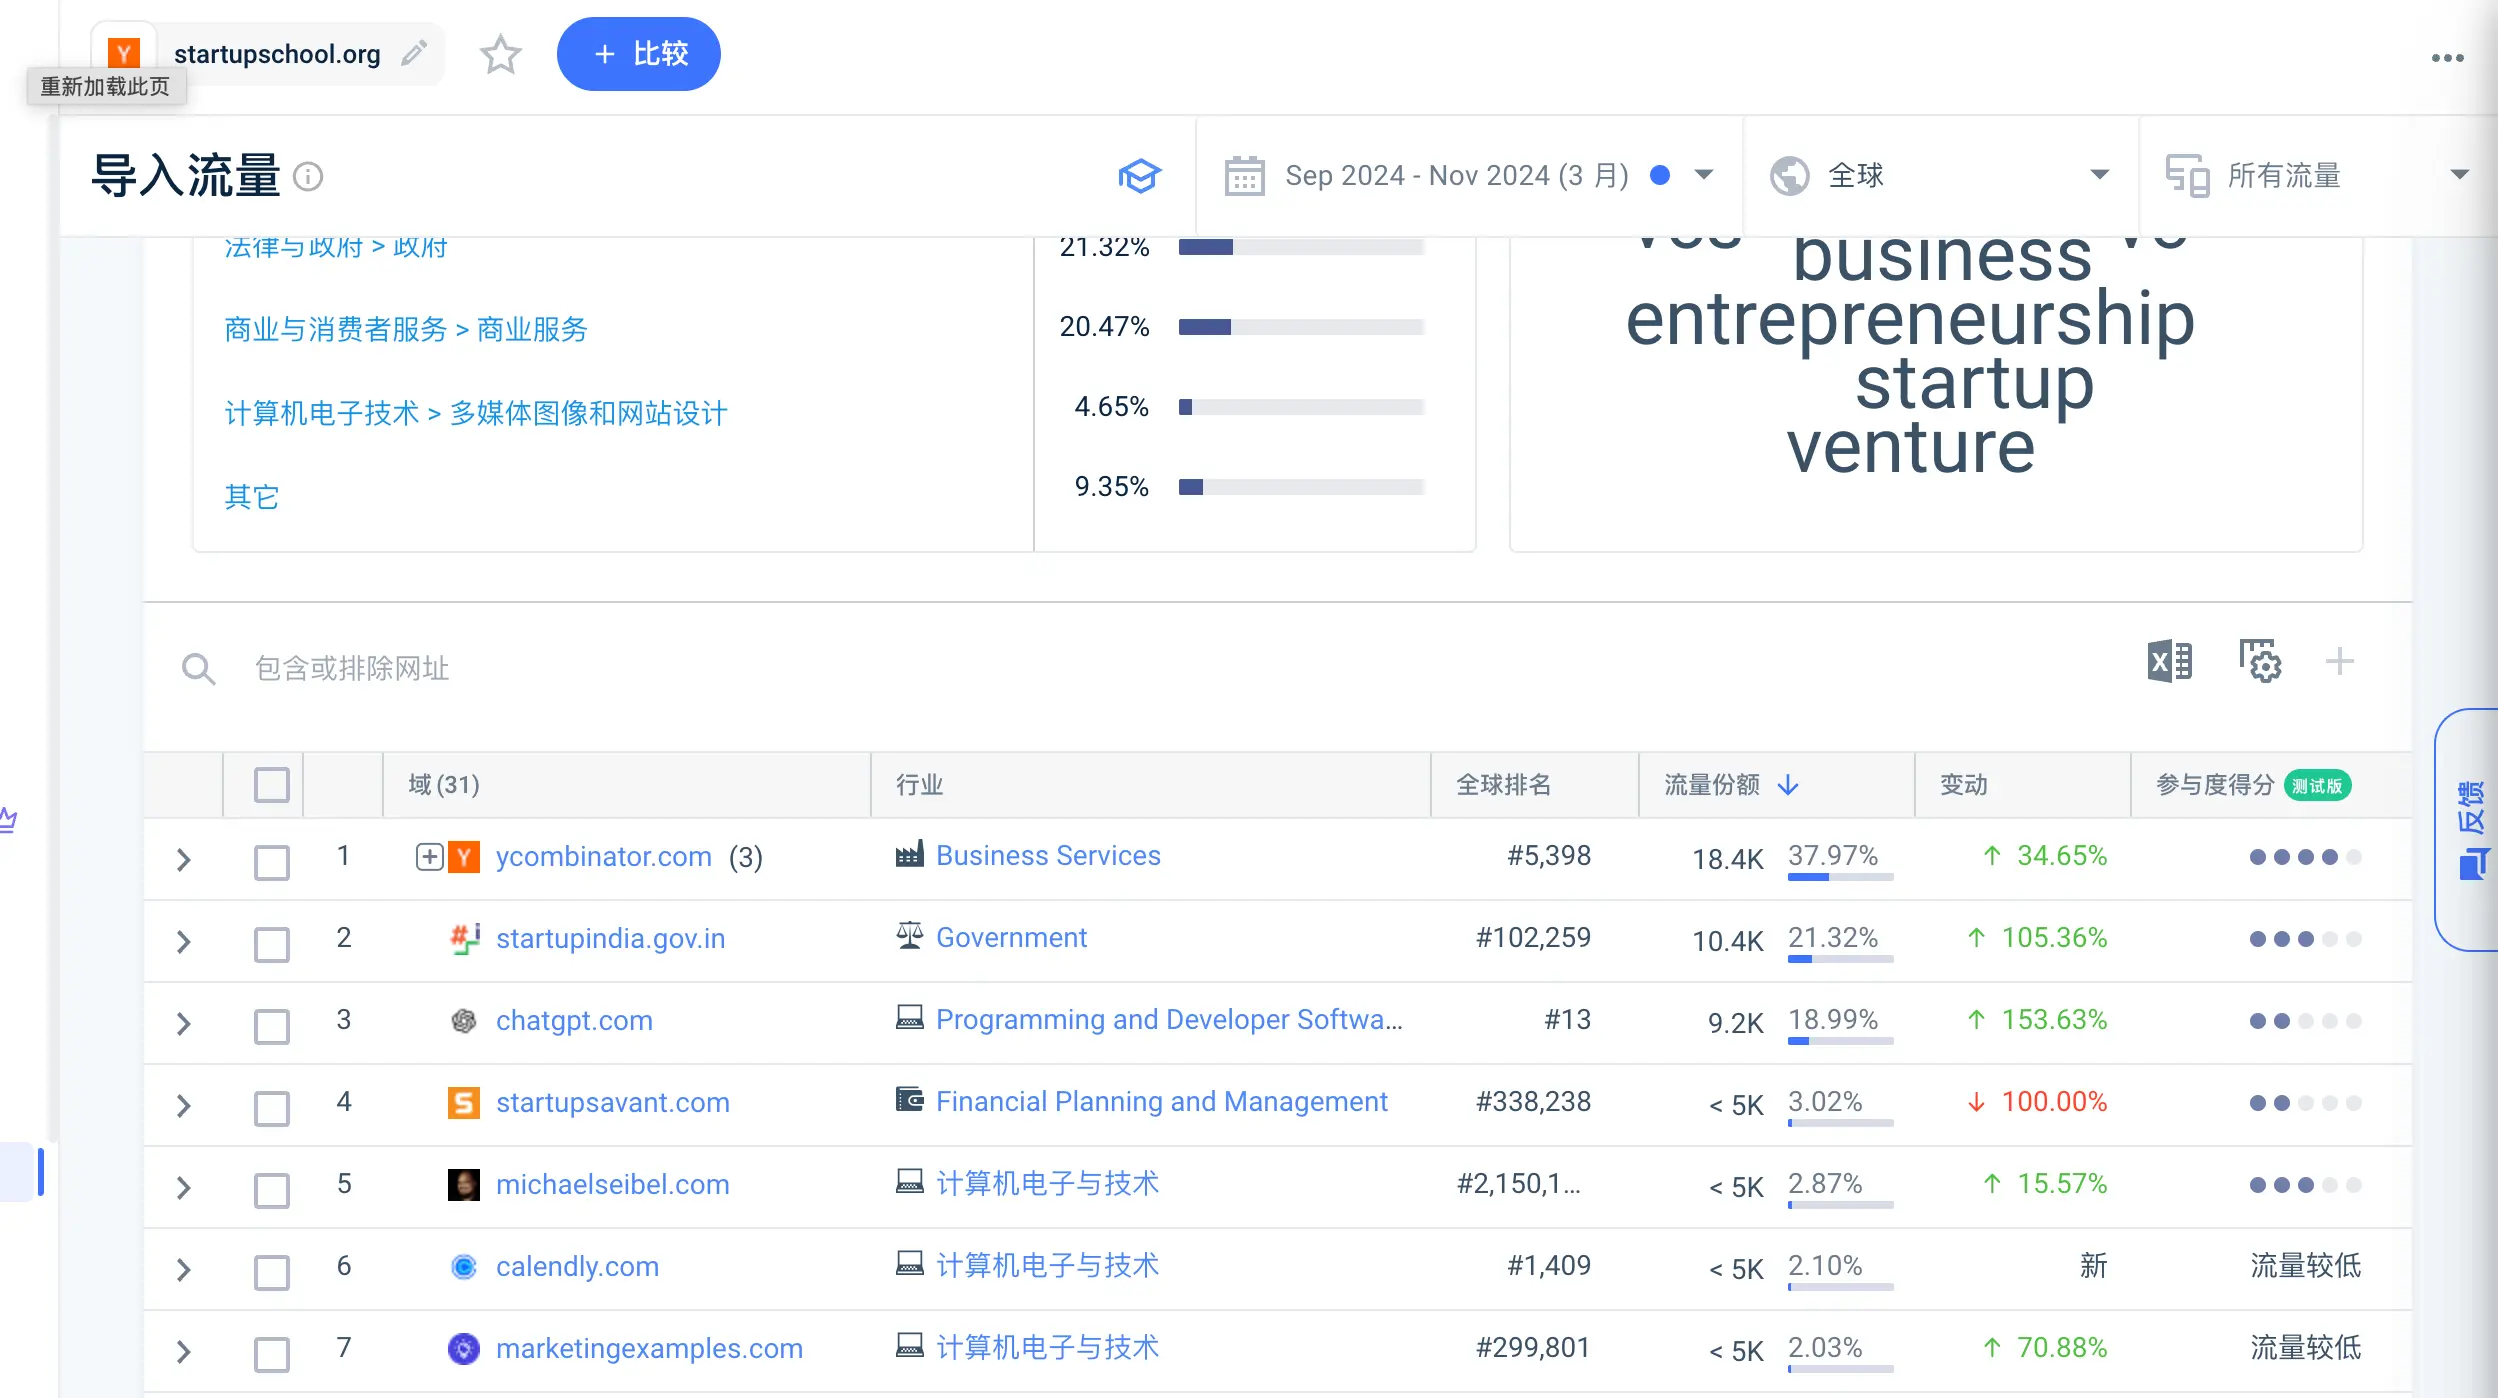 startupschool.org
+ 比较
重新加载此页
导入流量
Sep 2024 - Nov 2024 (3 月)
全球
所有流量
法律与政府 > 政府
21.32%
商业与消费者服务 > 商业服务
20.47%
计算机电子技术 > 多媒体图像和网站设计
4.65%
其它
9.35%
business
entrepreneurship
startup
venture
包含或排除网址
域 (31) 行业 全球排名 流量份额 变动 参与度得分 测试版
1 ycombinator.com (3) Business Services #5,398 18.4K 37.97% ↑ 34.65%
2 startupindia.gov.in Government #102,259 10.4K 21.32% ↑ 105.36%
3 chatgpt.com Programming and Developer Softwa... #13 9.2K 18.99% ↑ 153.63%
4 startupsavant.com Financial Planning and Management #338,238 < 5K 3.02% ↓ 100.00%
5 michaelseibel.com 计算机电子与技术 #2,150,1... < 5K 2.87% ↑ 15.57%
6 calendly.com 计算机电子与技术 #1,409 < 5K 2.10% 新 流量较低
7 marketingexamples.com 计算机电子与技术 #299,801 < 5K 2.03% ↑ 70.88% 流量较低
反馈